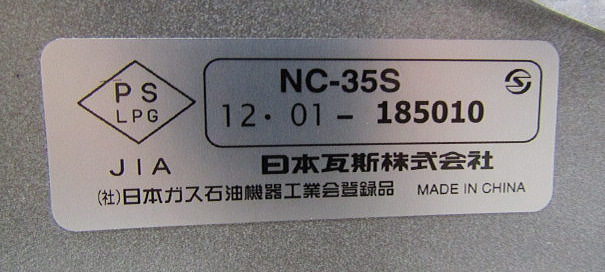 PS
LPG
JIA
NC-35S
12・01-185010
日本瓦斯株式会社
(社)日本ガス石油機器工業会登録品 MADE IN CHINA